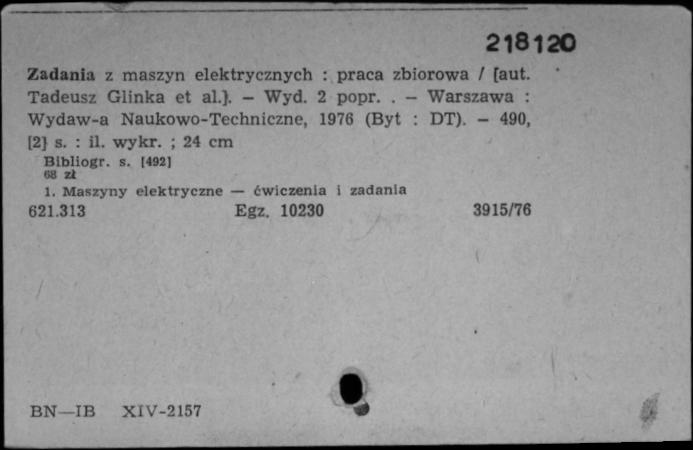 218120
Zadania z maszyn elektrycznych : praca zbiorowa / [aut.
Tadeusz Glinka et al.]. — Wyd. 2 popr. . — Warszawa :
Wydaw-a Naukowo-Techniczne, 1976 (Byt : DT). — 490,
[2] s. : il. wykr. ; 24 cm
Bibliogr. s. [492]
68 zł
1. Maszyny elektryczne — ćwiczenia i zadania
621.313 Egz. 10230 3915/76
BN—IB XIV-2157